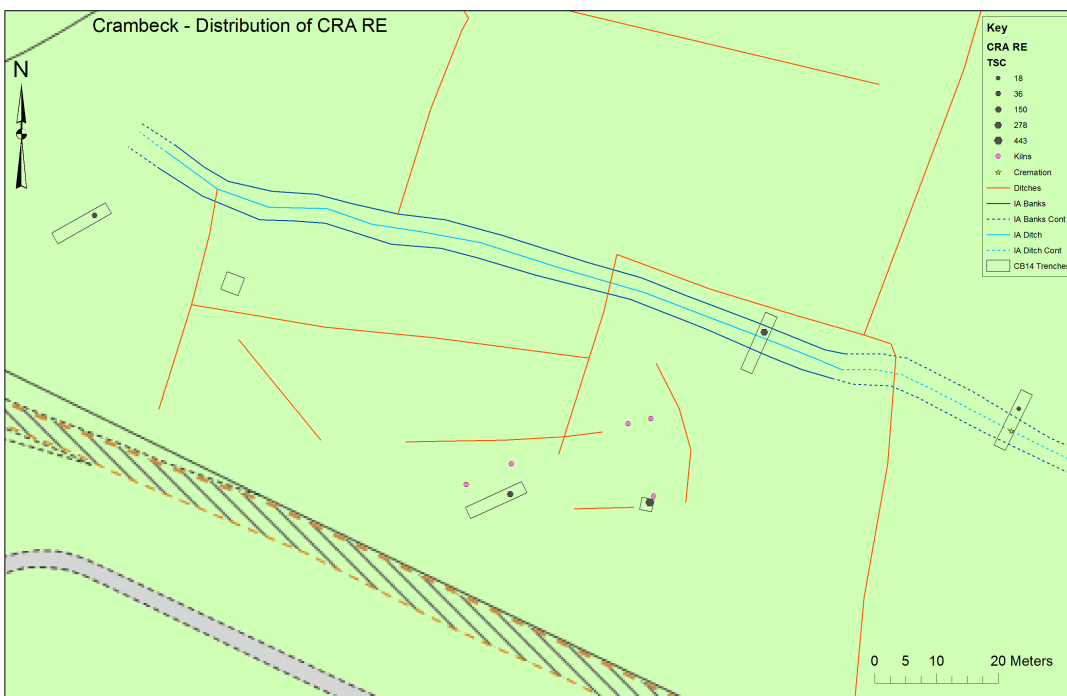 Crambeck - Distribution of CRA RE
N
Key
CRA RE
TSC
18
36
150
278
443
Kilns
Cremation
Ditches
IA Banks
IA Banks Cont
IA Ditch
IA Ditch Cont
CB14 Trenches
0 5 10 20 Meters